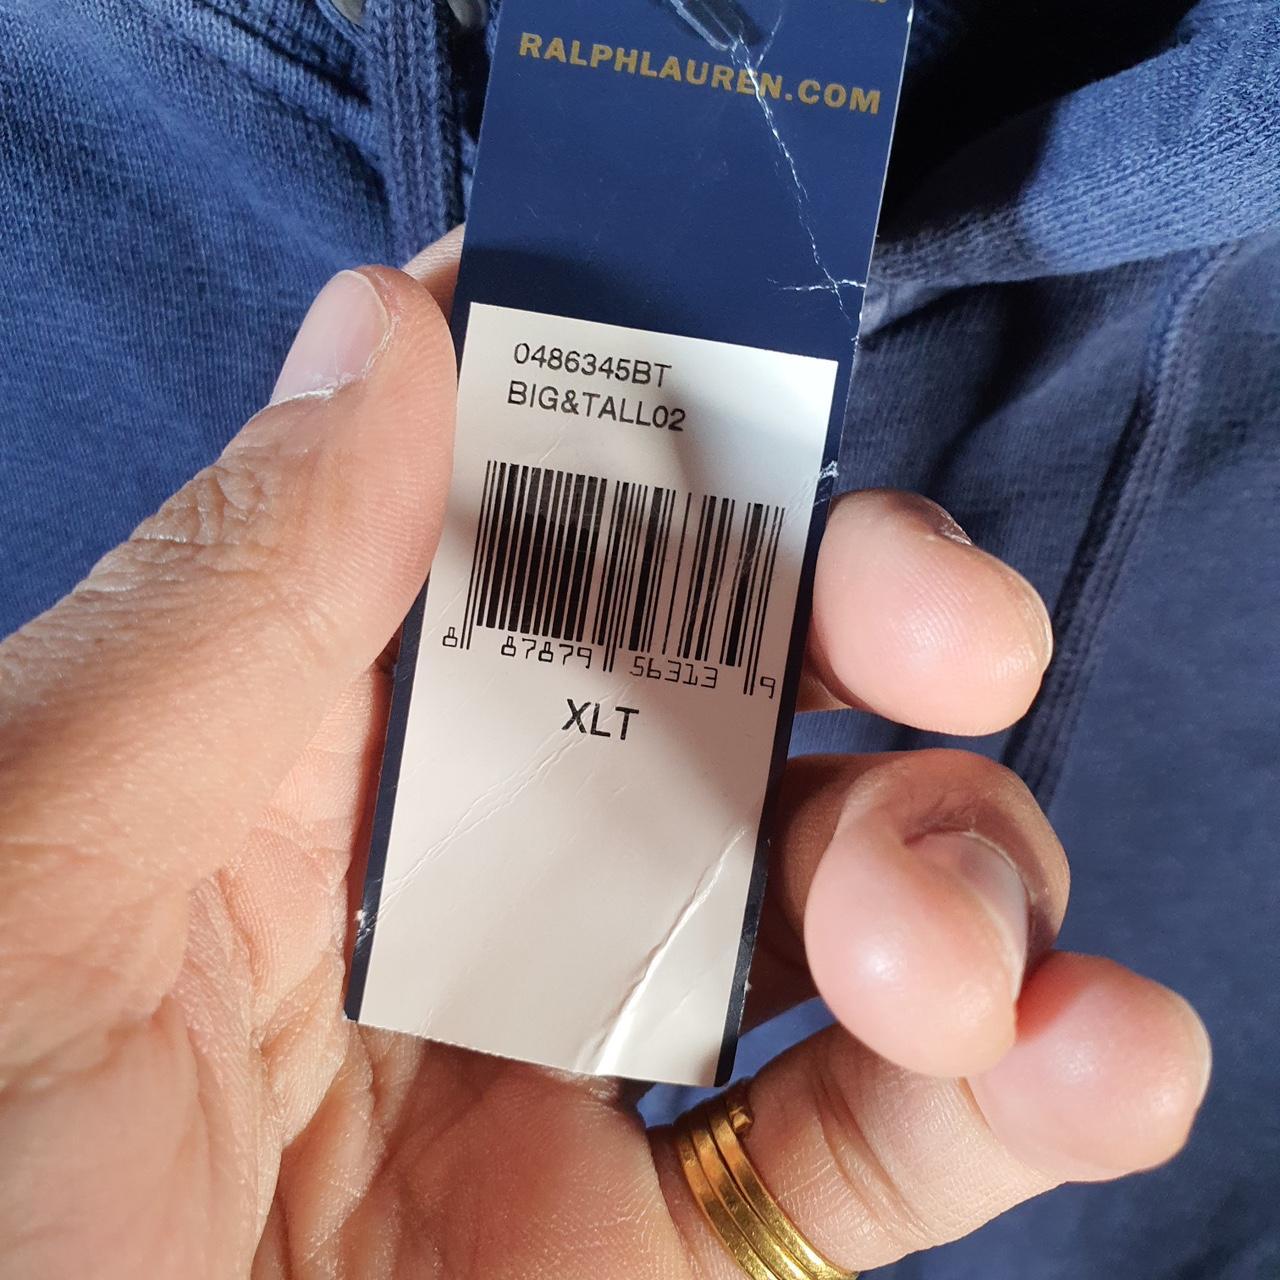 RALPHLAUREN.COM
0486345BT
BIG&TALL02
8 87879 56313 9
XLT